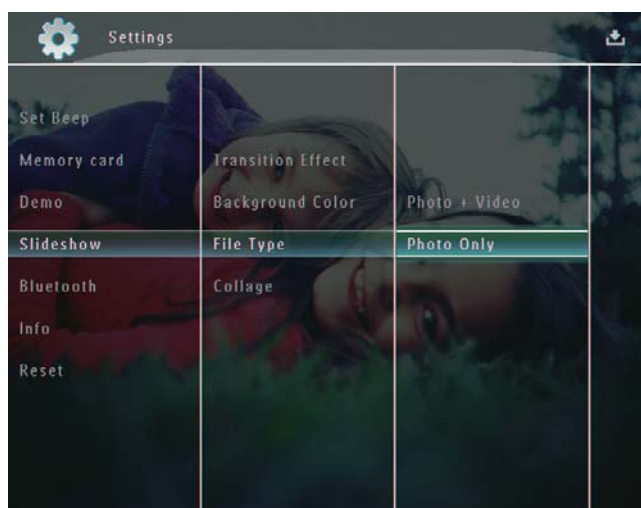 Settings
Set Beep
Memory card
Demo
Slideshow
Bluetooth
Info
Reset
Transition Effect
Background Color
File Type
Collage
Photo + Video
Photo Only